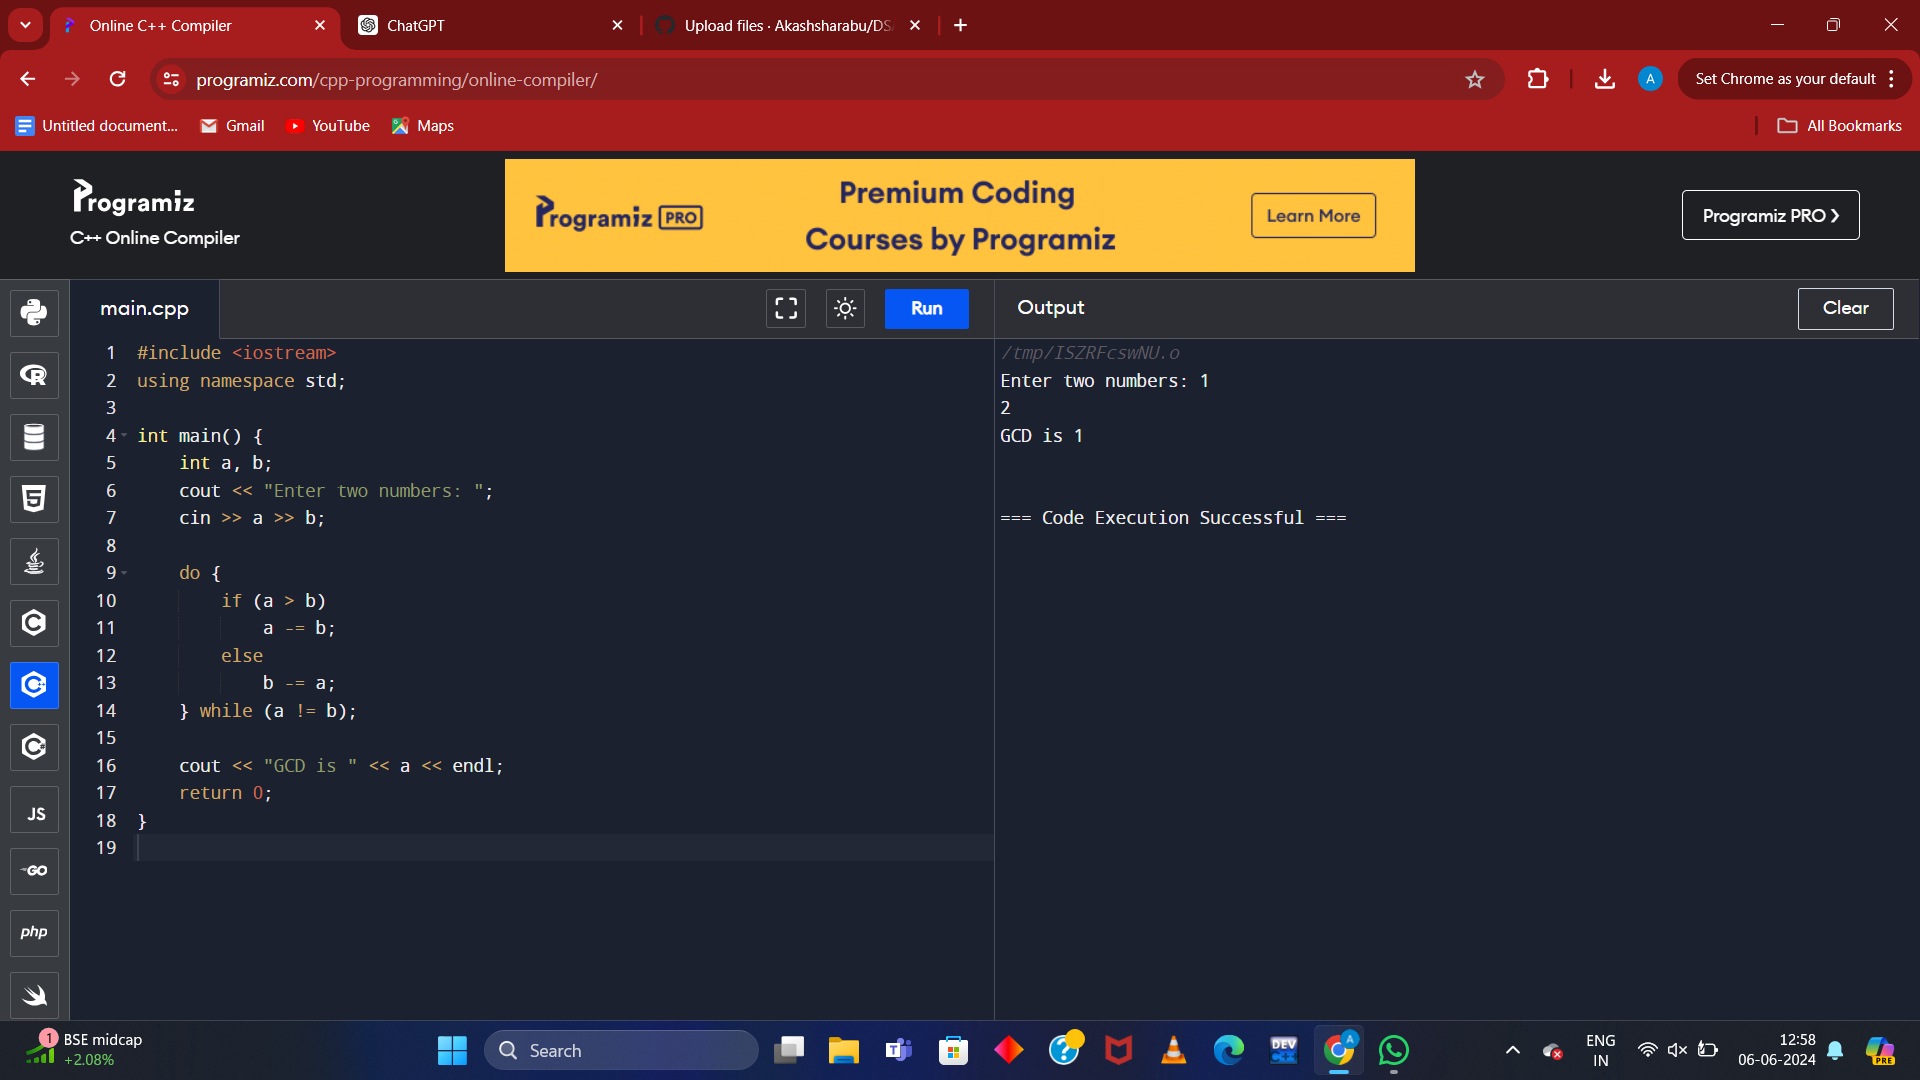 Online C++ Compiler
ChatGPT
Upload files · Akashsharabu/DS
programiz.com/cpp-programming/online-compiler/
A
Set Chrome as your default
Untitled document...
Gmail
YouTube
Maps
All Bookmarks
Programiz
C++ Online Compiler
Programiz PRO
Premium Coding
Courses by Programiz
Learn More
Programiz PRO
main.cpp
Run
Output
Clear
1 #include <iostream>
2 using namespace std;
3
4 int main() {
5     int a, b;
6     cout << "Enter two numbers: ";
7     cin >> a >> b;
8
9     do {
10         if (a > b)
11             a -= b;
12         else
13             b -= a;
14     } while (a != b);
15
16     cout << "GCD is " << a << endl;
17     return 0;
18 }
19
/tmp/ISZRFcswNU.o
Enter two numbers: 1
2
GCD is 1
=== Code Execution Successful ===
R
5
C
C+
C#
JS
GO
php
1
BSE midcap
+2.08%
Search
T
DEV
C++
A
ENG
IN
12:58
06-06-2024
PRE